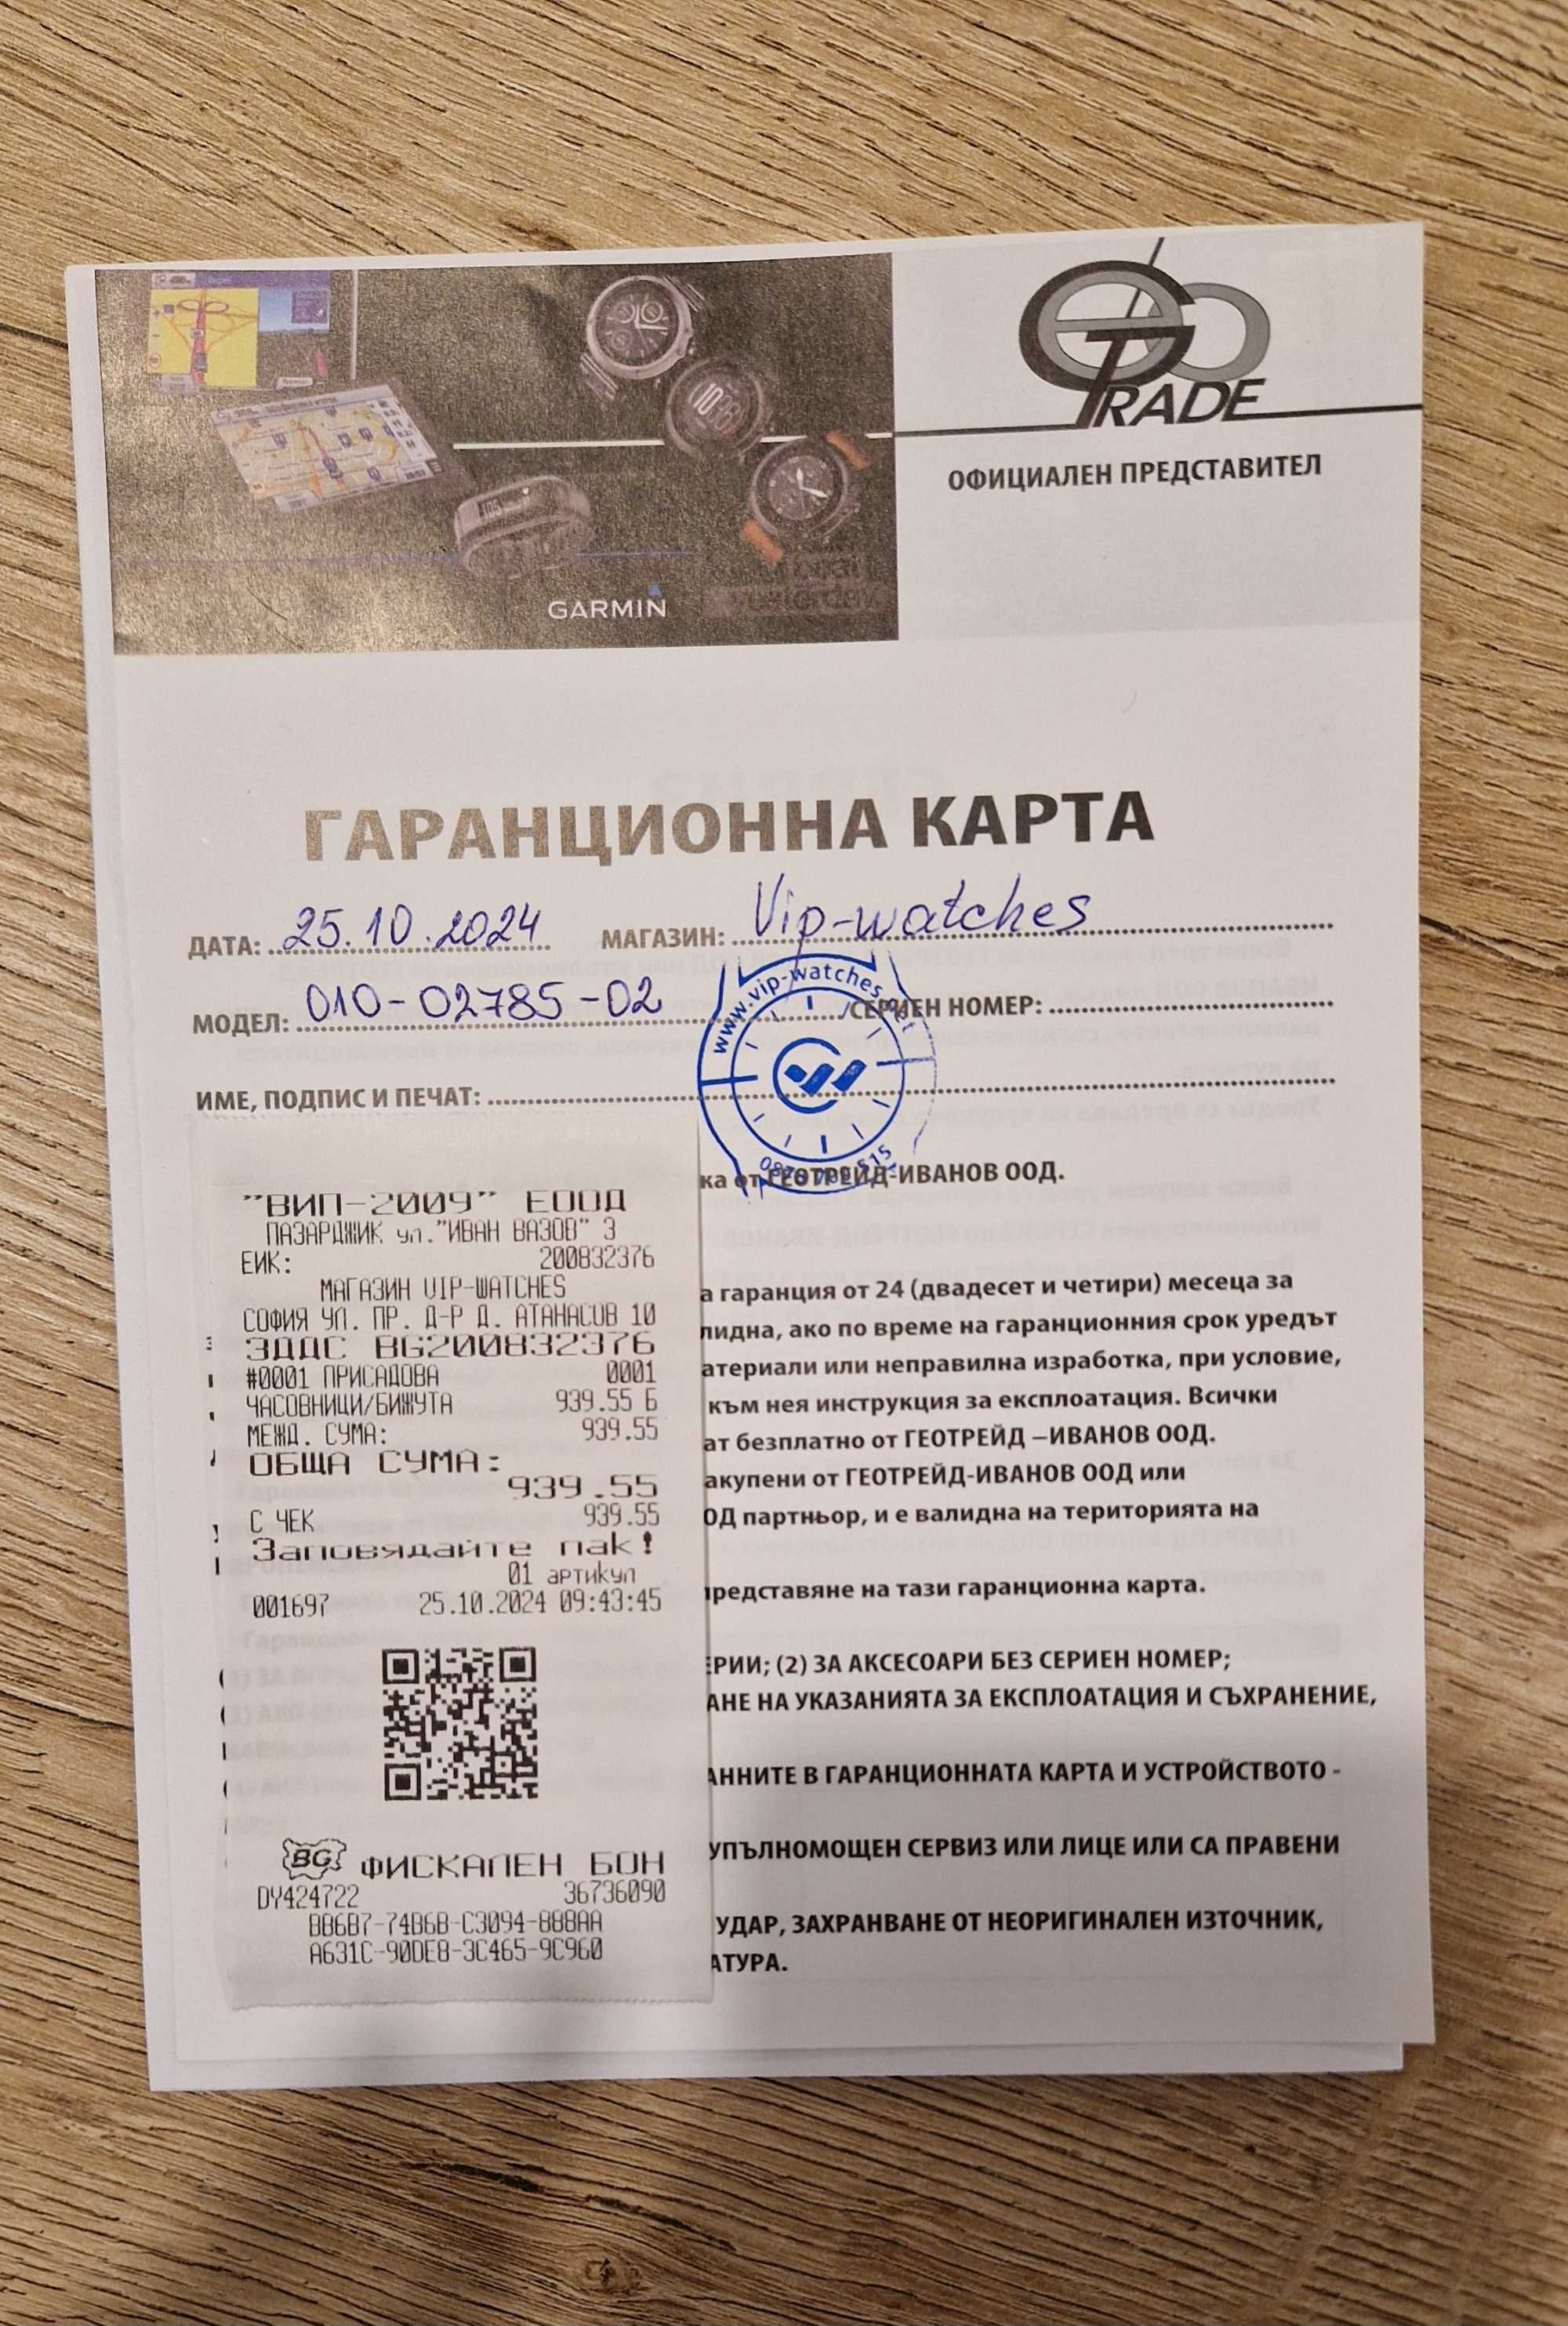 GEO TRADE
ОФИЦИАЛЕН ПРЕДСТАВИТЕЛ
GARMIN
ГАРАНЦИОННА КАРТА
ДАТА: 25.10.2024 МАГАЗИН: Vip-watches
МОДЕЛ: 010-02785-02 СЕРИЕН НОМЕР:
ИМЕ, ПОДПИС И ПЕЧАТ:
www.vip-watches.net
ка от ГЕОТРЕЙД-ИВАНОВ ООД.
а гаранция от 24 (двадесет и четири) месеца за
лидна, ако по време на гаранционния срок уредът
атериали или неправилна изработка, при условие,
към нея инструкция за експлоатация. Всички
ат безплатно от ГЕОТРЕЙД –ИВАНОВ ООД.
акупени от ГЕОТРЕЙД-ИВАНОВ ООД или
ОД партньор, и е валидна на територията на
представяне на тази гаранционна карта.
ЕРИИ; (2) ЗА АКСЕСОАРИ БЕЗ СЕРИЕН НОМЕР;
АНЕ НА УКАЗАНИЯТА ЗА ЕКСПЛОАТАЦИЯ И СЪХРАНЕНИЕ,
АННИТЕ В ГАРАНЦИОННАТА КАРТА И УСТРОЙСТВОТО -
УПЪЛНОМОЩЕН СЕРВИЗ ИЛИ ЛИЦЕ ИЛИ СА ПРАВЕНИ
УДАР, ЗАХРАНВАНЕ ОТ НЕОРИГИНАЛЕН ИЗТОЧНИК,
АТУРА.
"ВИП-2009" ЕООД
ПАЗАРДЖИК ул."ИВАН ВАЗОВ" 3
ЕИК: 200832376
МАГАЗИН VIP-WATCHES
СОФИЯ УЛ. ПР. Д-Р Д. АТАНАСОВ 10
ЗДДС BG200832376
#0001 ПРИСАДОВА 0001
ЧАСОВНИЦИ/БИЖУТА 939.55 Б
МЕЖД. СУМА: 939.55
ОБЩА СУМА:
939.55
С ЧЕК 939.55
Заповядайте пак!
01 артикул
001697 25.10.2024 09:43:45
BG ФИСКАЛЕН БОН
DY424722 36736090
BB6B7-74B6B-C3094-888AA
A631C-90DE8-3C465-9C960